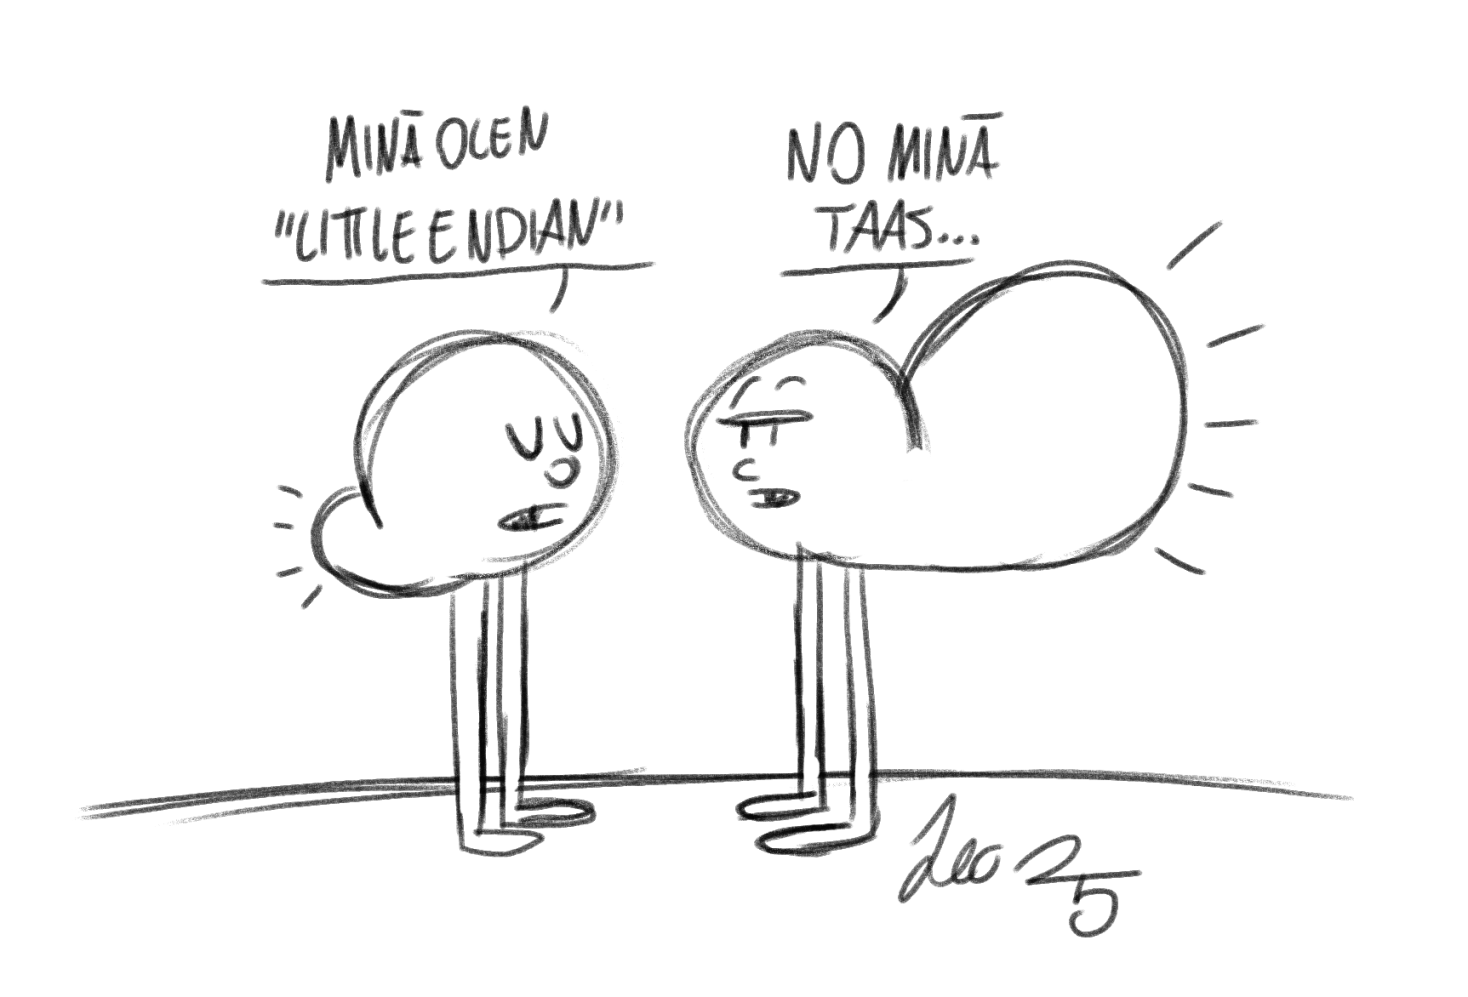 MINÄ OLEN
"LITTLE ENDIAN"
NO MINÄ
TAAS...
Leo 25